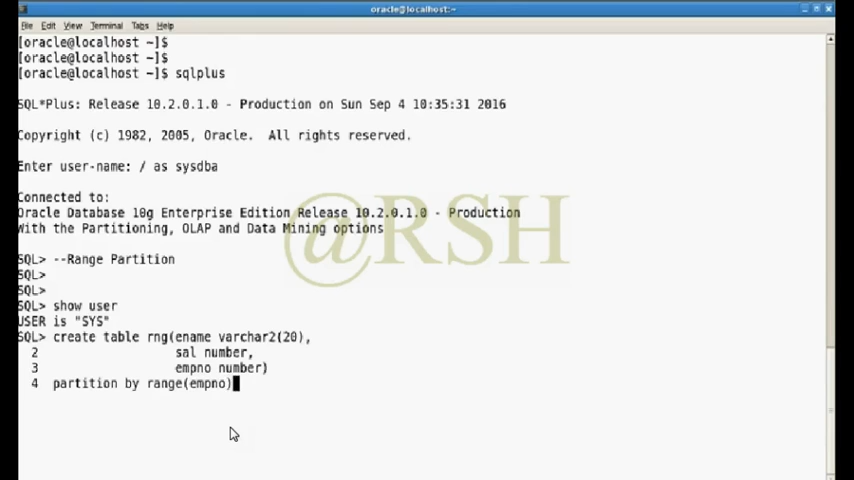 oracle@localhost:~
File Edit View Terminal Tabs Help
[oracle@localhost ~]$
[oracle@localhost ~]$
[oracle@localhost ~]$ sqlplus
SQL*Plus: Release 10.2.0.1.0 - Production on Sun Sep 4 10:35:31 2016
Copyright (c) 1982, 2005, Oracle.  All rights reserved.
Enter user-name: / as sysdba
Connected to:
Oracle Database 10g Enterprise Edition Release 10.2.0.1.0 - Production
With the Partitioning, OLAP and Data Mining options
@RSH
SQL> --Range Partition
SQL>
SQL>
SQL> show user
USER is "SYS"
SQL> create table rng(ename varchar2(20),
2                  sal number,
3                  empno number)
4  partition by range(empno)